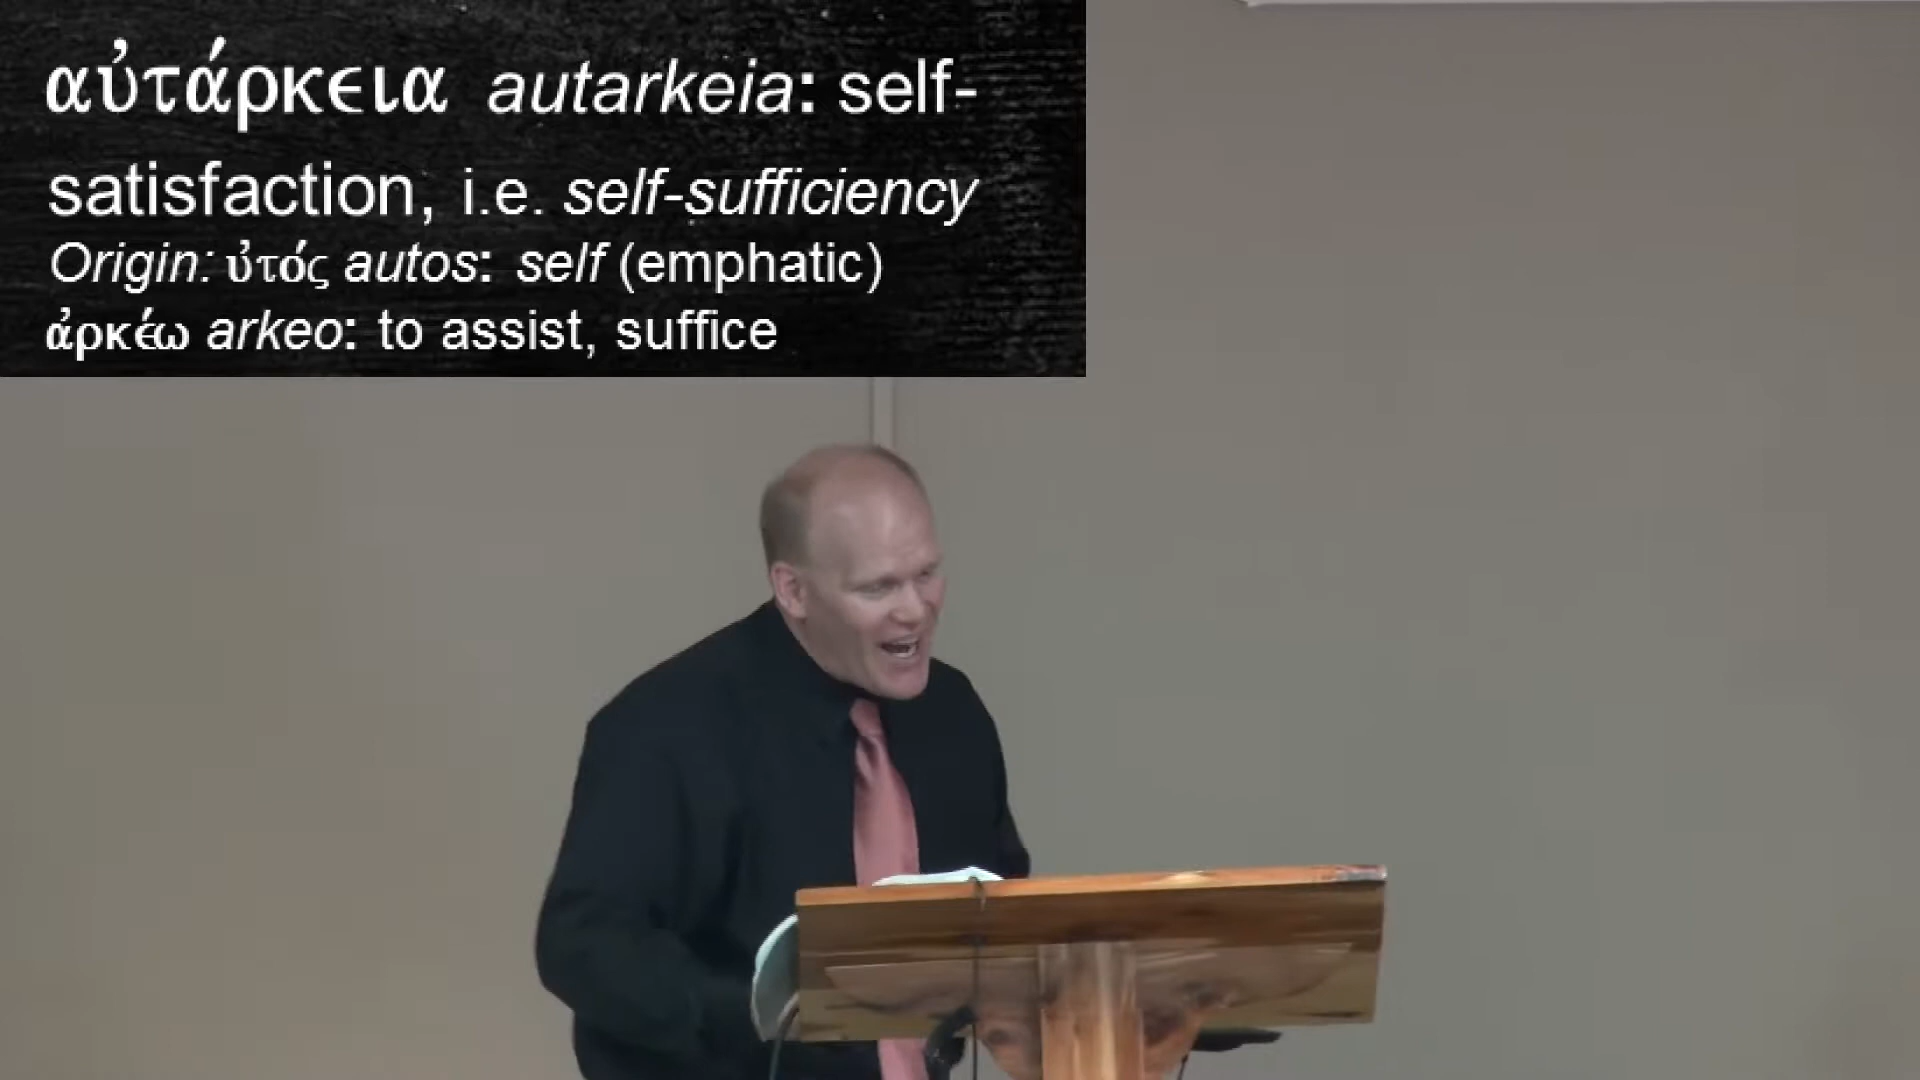 αὐτάρκεια autarkeia: self-
satisfaction, i.e. self-sufficiency
Origin: ὐτός autos: self (emphatic)
ἀρκέω arkeo: to assist, suffice